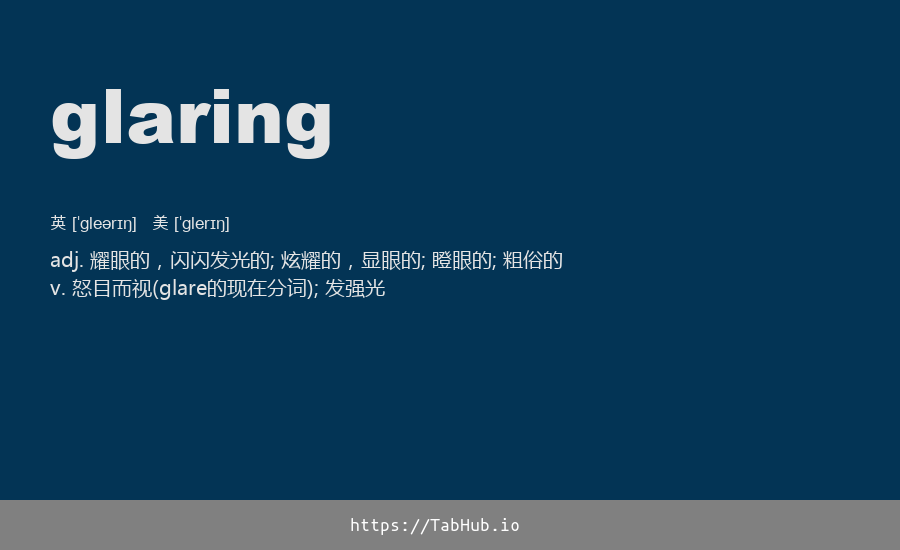 glaring
英 [ˈɡleərɪŋ] 美 [ˈɡlerɪŋ]
adj. 耀眼的，闪闪发光的; 炫耀的，显眼的; 瞪眼的; 粗俗的
v. 怒目而视(glare的现在分词); 发强光
https://TabHub.io